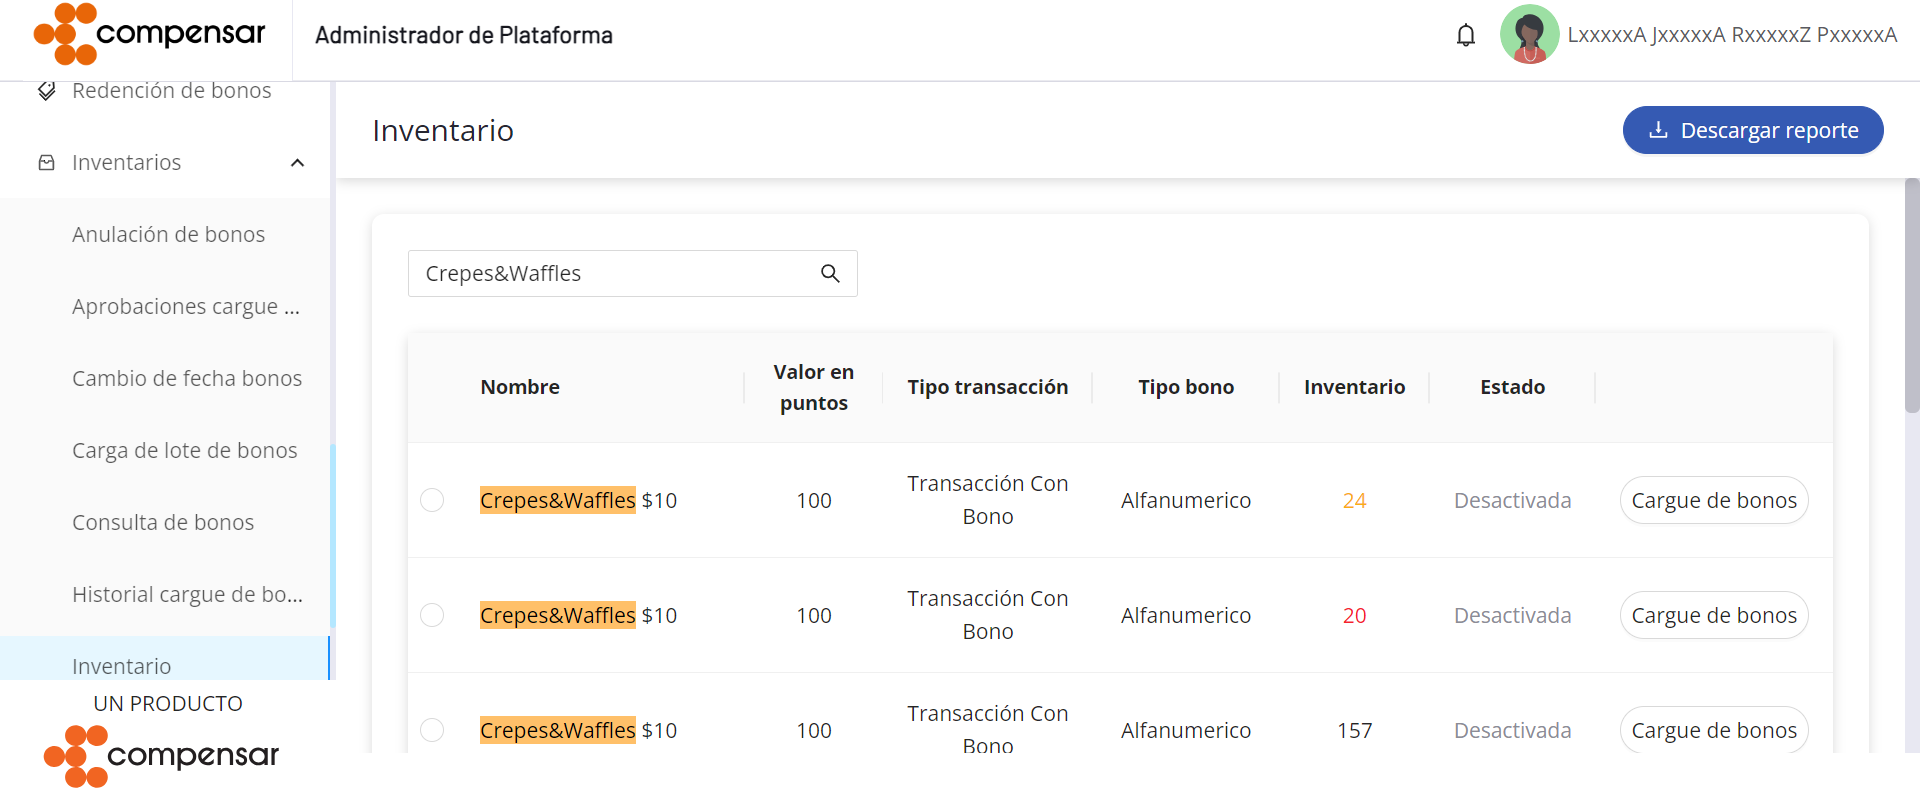 compensar
Administrador de Plataforma
LxxxxxA JxxxxxA RxxxxxZ PxxxxxA
Redención de bonos
Inventarios
Anulación de bonos
Aprobaciones cargue ...
Cambio de fecha bonos
Carga de lote de bonos
Consulta de bonos
Historial cargue de bo...
Inventario
UN PRODUCTO
compensar
Inventario
Descargar reporte
Crepes&Waffles
Nombre
Valor en
puntos
Tipo transacción
Tipo bono
Inventario
Estado
Crepes&Waffles $10
100
Transacción Con
Bono
Alfanumerico
24
Desactivada
Cargue de bonos
Crepes&Waffles $10
100
Transacción Con
Bono
Alfanumerico
20
Desactivada
Cargue de bonos
Crepes&Waffles $10
100
Transacción Con
Bono
Alfanumerico
157
Desactivada
Cargue de bonos